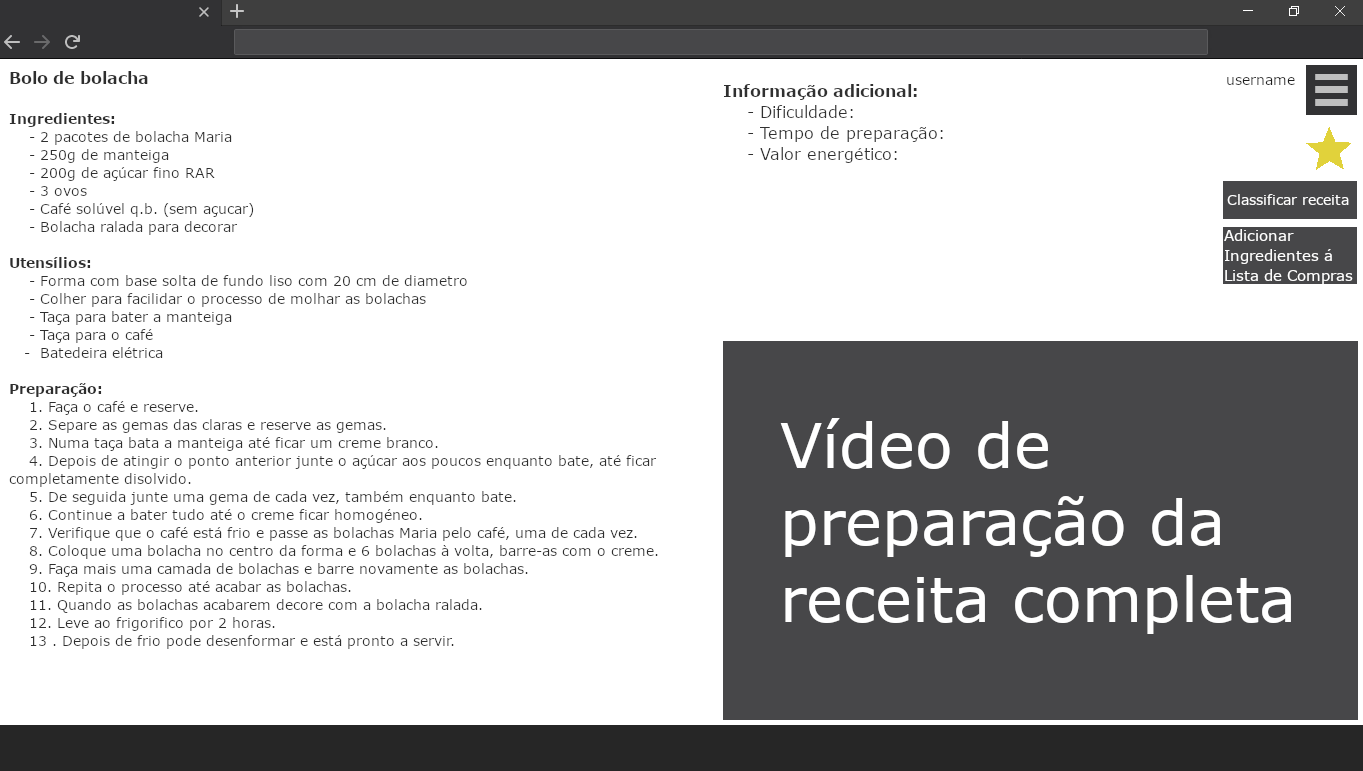 Bolo de bolacha
Ingredientes:
- 2 pacotes de bolacha Maria
- 250g de manteiga
- 200g de açúcar fino RAR
- 3 ovos
- Café solúvel q.b. (sem açucar)
- Bolacha ralada para decorar
Utensílios:
- Forma com base solta de fundo liso com 20 cm de diametro
- Colher para facilidar o processo de molhar as bolachas
- Taça para bater a manteiga
- Taça para o café
- Batedeira elétrica
Preparação:
1. Faça o café e reserve.
2. Separe as gemas das claras e reserve as gemas.
3. Numa taça bata a manteiga até ficar um creme branco.
4. Depois de atingir o ponto anterior junte o açúcar aos poucos enquanto bate, até ficar
completamente disolvido.
5. De seguida junte uma gema de cada vez, também enquanto bate.
6. Continue a bater tudo até o creme ficar homogéneo.
7. Verifique que o café está frio e passe as bolachas Maria pelo café, uma de cada vez.
8. Coloque uma bolacha no centro da forma e 6 bolachas à volta, barre-as com o creme.
9. Faça mais uma camada de bolachas e barre novamente as bolachas.
10. Repita o processo até acabar as bolachas.
11. Quando as bolachas acabarem decore com a bolacha ralada.
12. Leve ao frigorifico por 2 horas.
13 . Depois de frio pode desenformar e está pronto a servir.
Informação adicional:
- Dificuldade:
- Tempo de preparação:
- Valor energético:
username
Classificar receita
Adicionar
Ingredientes á
Lista de Compras
Vídeo de
preparação da
receita completa